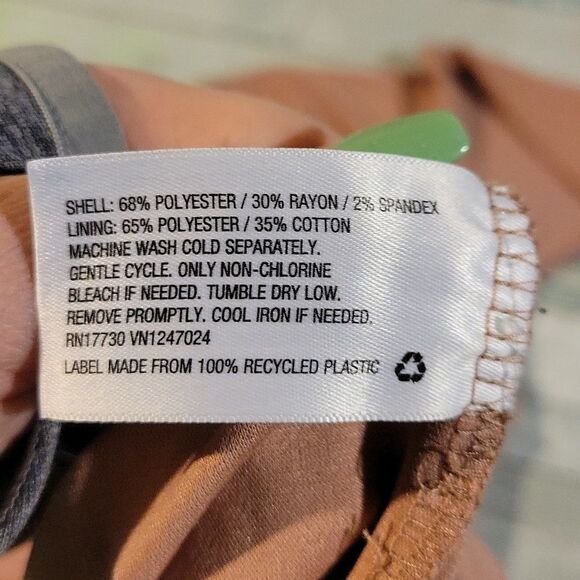 SHELL: 68% POLYESTER / 30% RAYON / 2% SPANDEX
LINING: 65% POLYESTER / 35% COTTON
MACHINE WASH COLD SEPARATELY.
GENTLE CYCLE. ONLY NON-CHLORINE
BLEACH IF NEEDED. TUMBLE DRY LOW.
REMOVE PROMPTLY. COOL IRON IF NEEDED.
RN17730 VN1247024
LABEL MADE FROM 100% RECYCLED PLASTIC